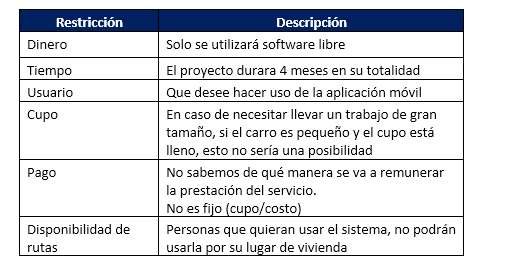 Restricción Descripción
Dinero Solo se utilizará software libre
Tiempo El proyecto durara 4 meses en su totalidad
Usuario Que desee hacer uso de la aplicación móvil
Cupo En caso de necesitar llevar un trabajo de gran
tamaño, si el carro es pequeño y el cupo está
lleno, esto no sería una posibilidad
Pago No sabemos de qué manera se va a remunerar
la prestación del servicio.
No es fijo (cupo/costo)
Disponibilidad de Personas que quieran usar el sistema, no podrán
rutas usarla por su lugar de vivienda